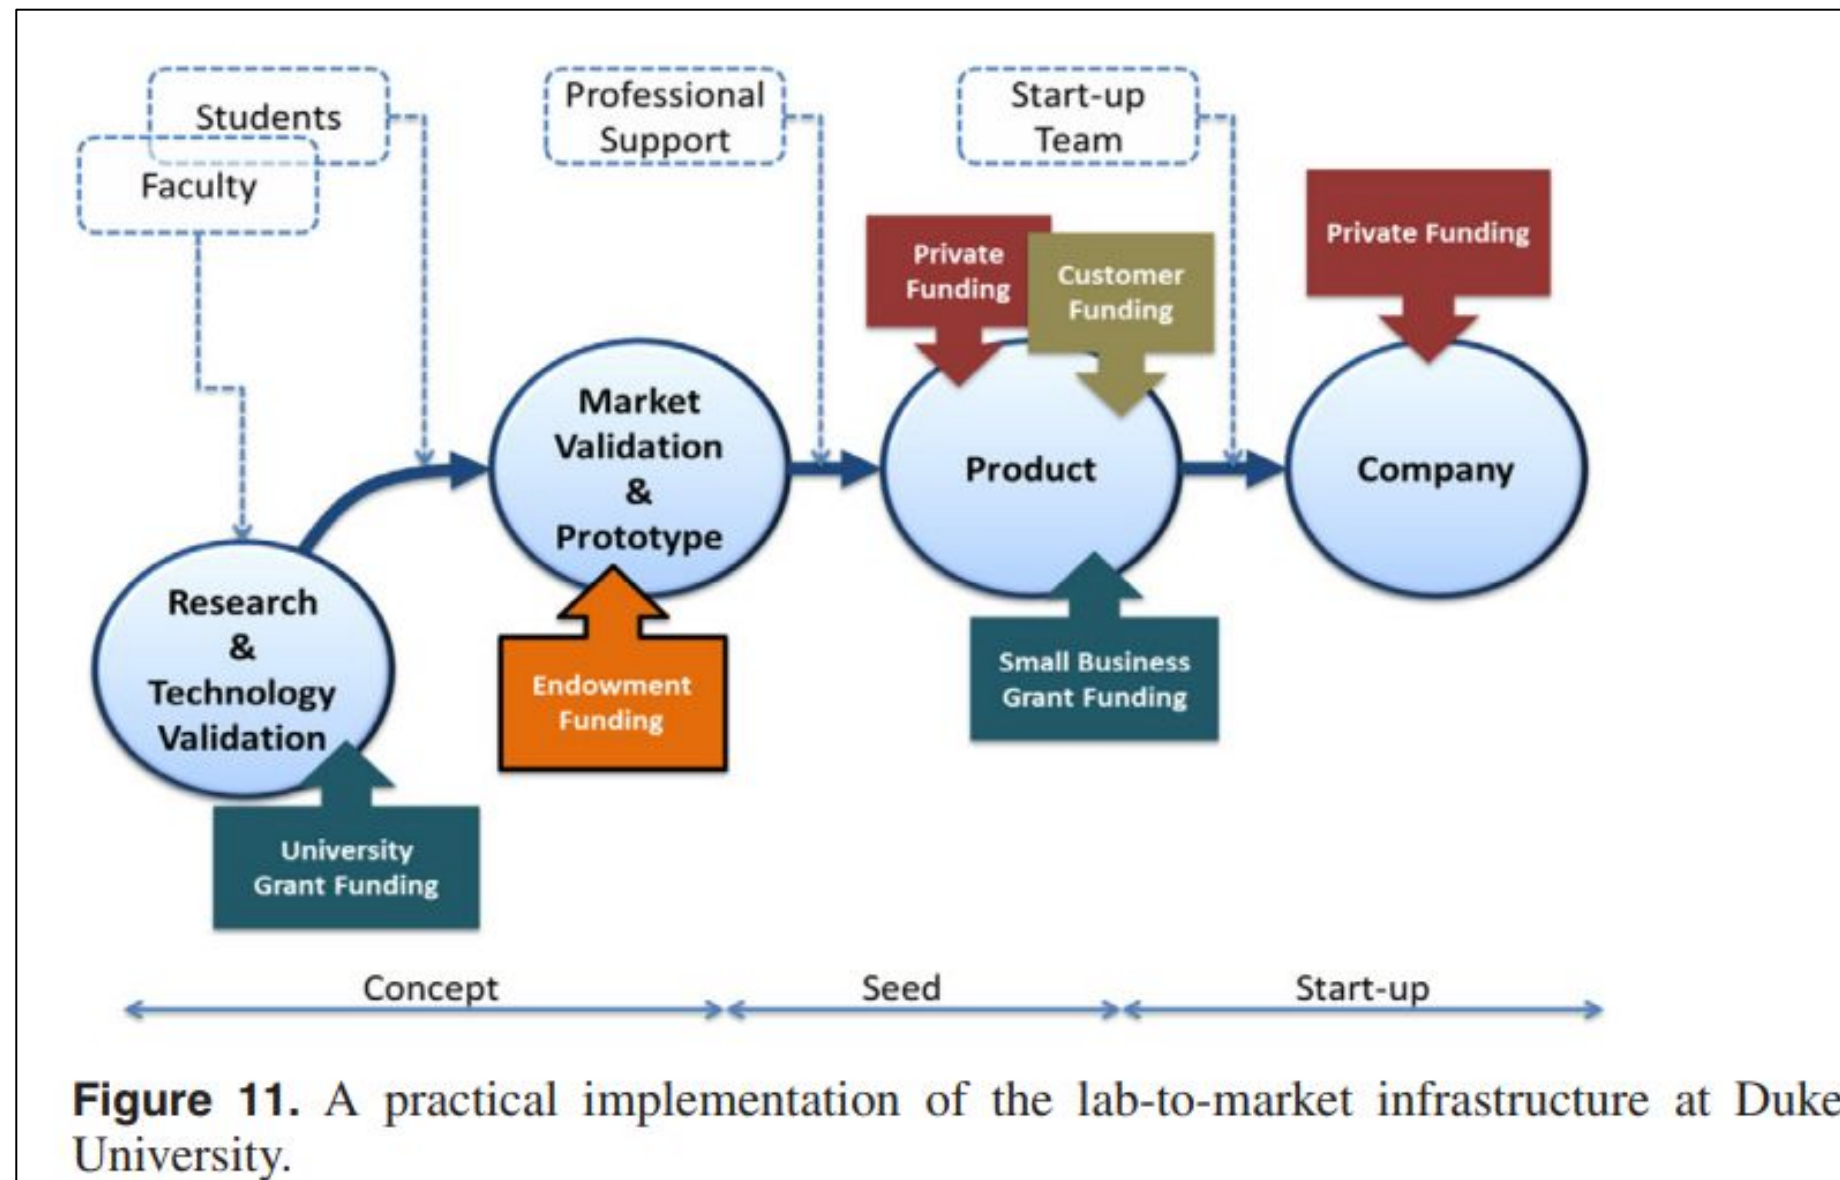 Students
Faculty
Professional
Support
Start-up
Team
Private
Funding
Customer
Funding
Private Funding
Market
Validation
&
Prototype
Product
Company
Research
&
Technology
Validation
Endowment
Funding
Small Business
Grant Funding
University
Grant Funding
Concept
Seed
Start-up
Figure 11. A practical implementation of the lab-to-market infrastructure at Duke
University.